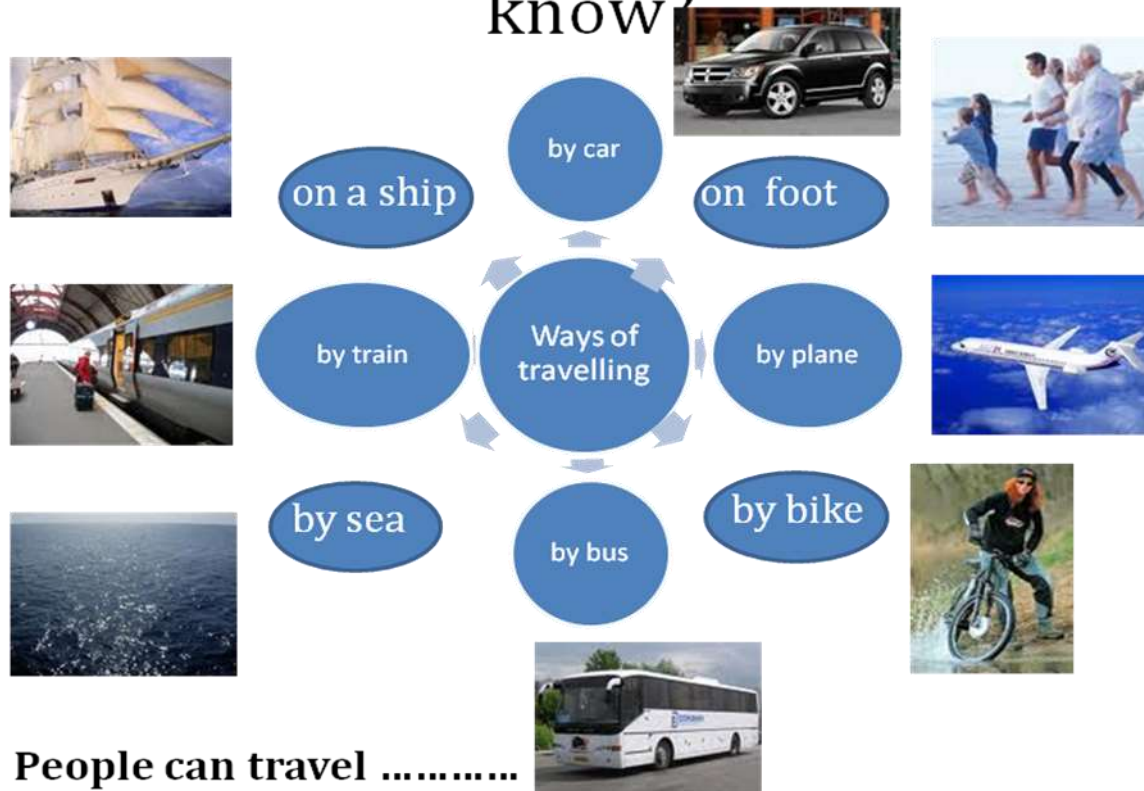 know
by car
on a ship
on foot
by train
Ways of
travelling
by plane
by sea
by bike
by bus
People can travel ............